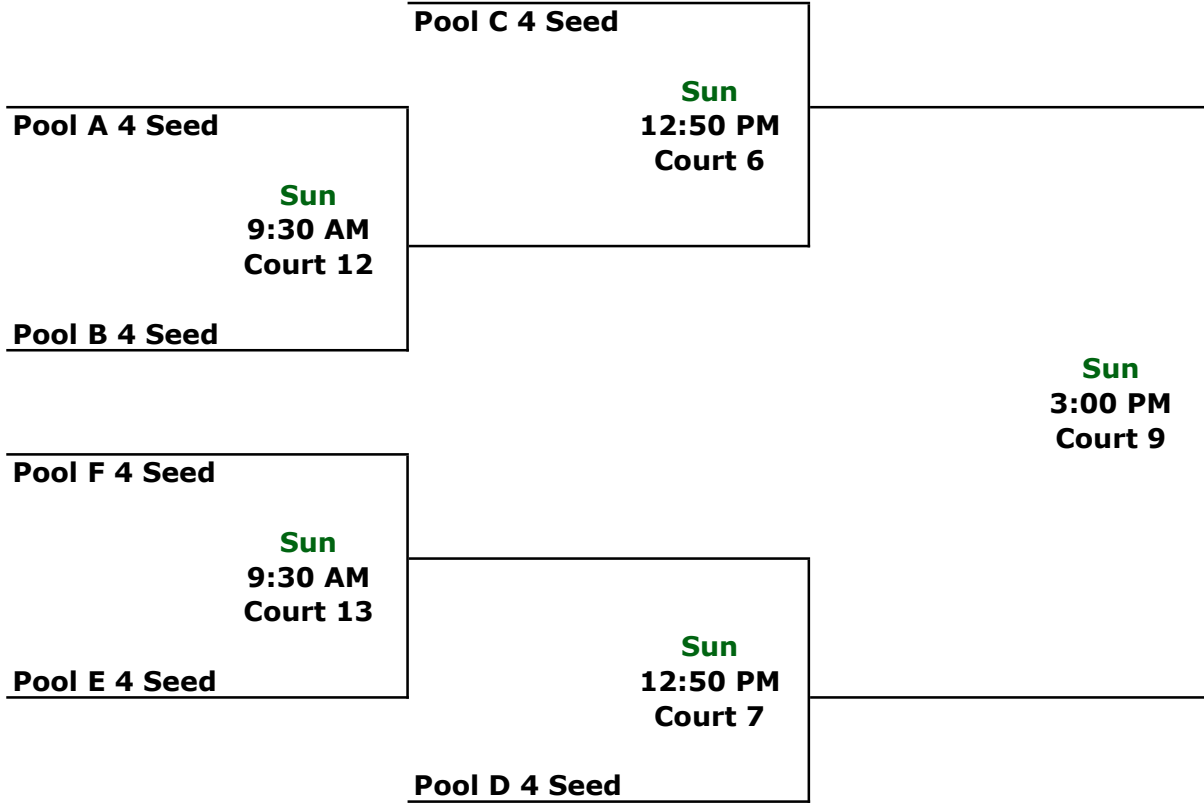 Pool C 4 Seed
Sun
12:50 PM
Court 6
Pool A 4 Seed
Sun
9:30 AM
Court 12
Pool B 4 Seed
Sun
3:00 PM
Court 9
Pool F 4 Seed
Sun
9:30 AM
Court 13
Pool E 4 Seed
Sun
12:50 PM
Court 7
Pool D 4 Seed